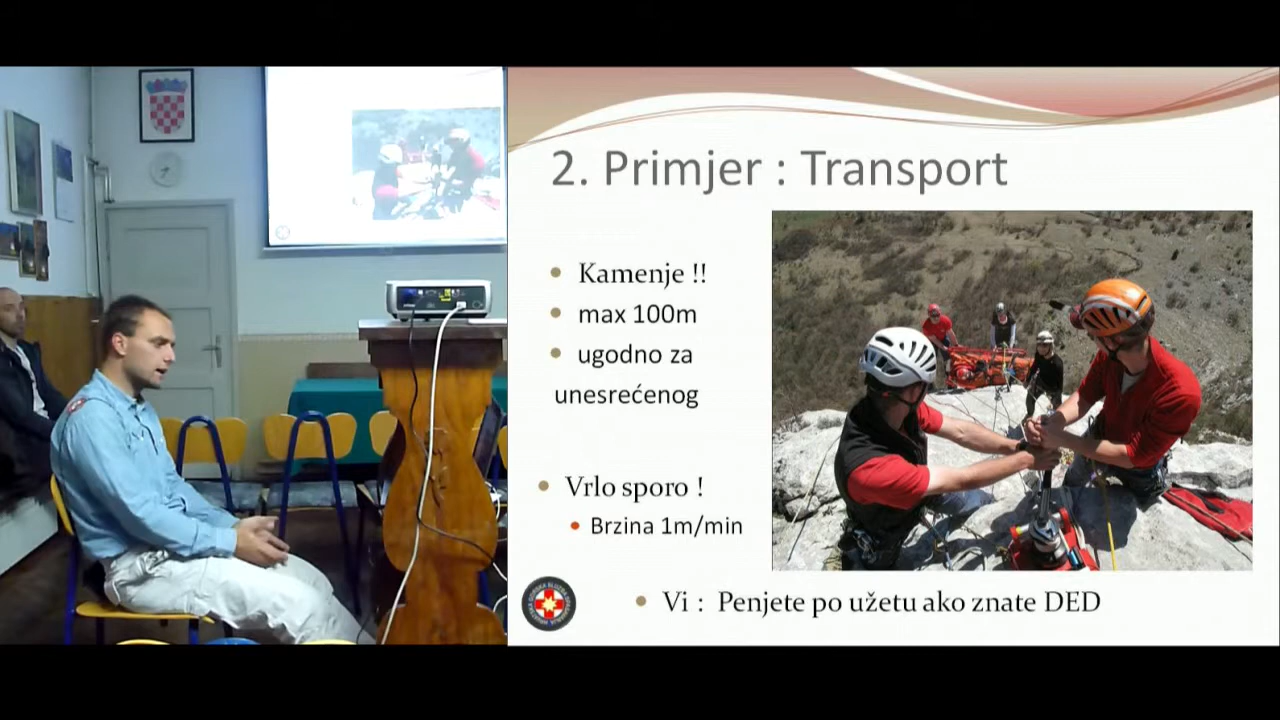 2. Primjer : Transport
Kamenje !!
max 100m
ugodno za
unesrećenog
Vrlo sporo !
Brzina 1m/min
Vi : Penjete po užetu ako znate DED